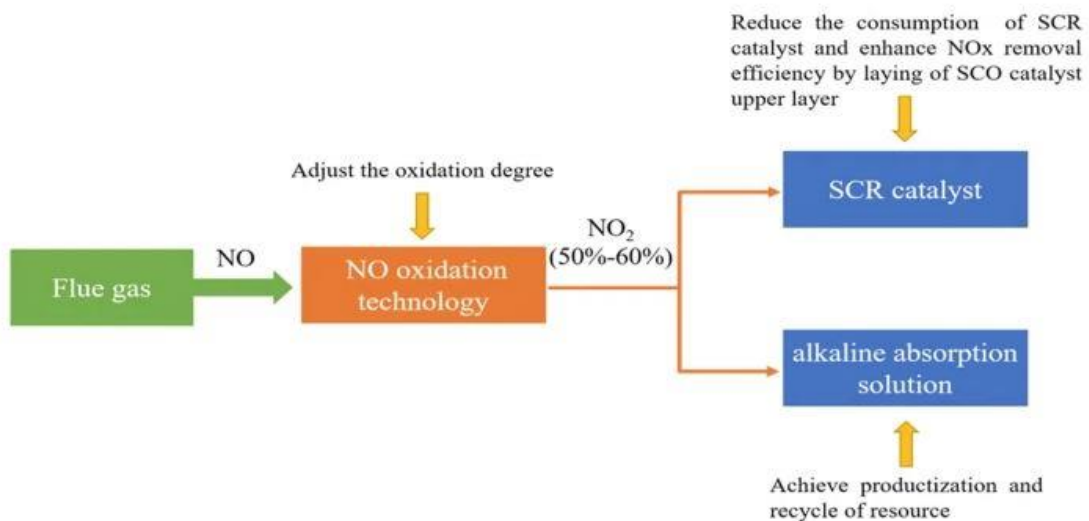 Reduce the consumption of SCR
catalyst and enhance NOx removal
efficiency by laying of SCO catalyst
upper layer
Adjust the oxidation degree
SCR catalyst
NO₂
(50%-60%)
NO
Flue gas
NO oxidation
technology
alkaline absorption
solution
Achieve productization and
recycle of resource